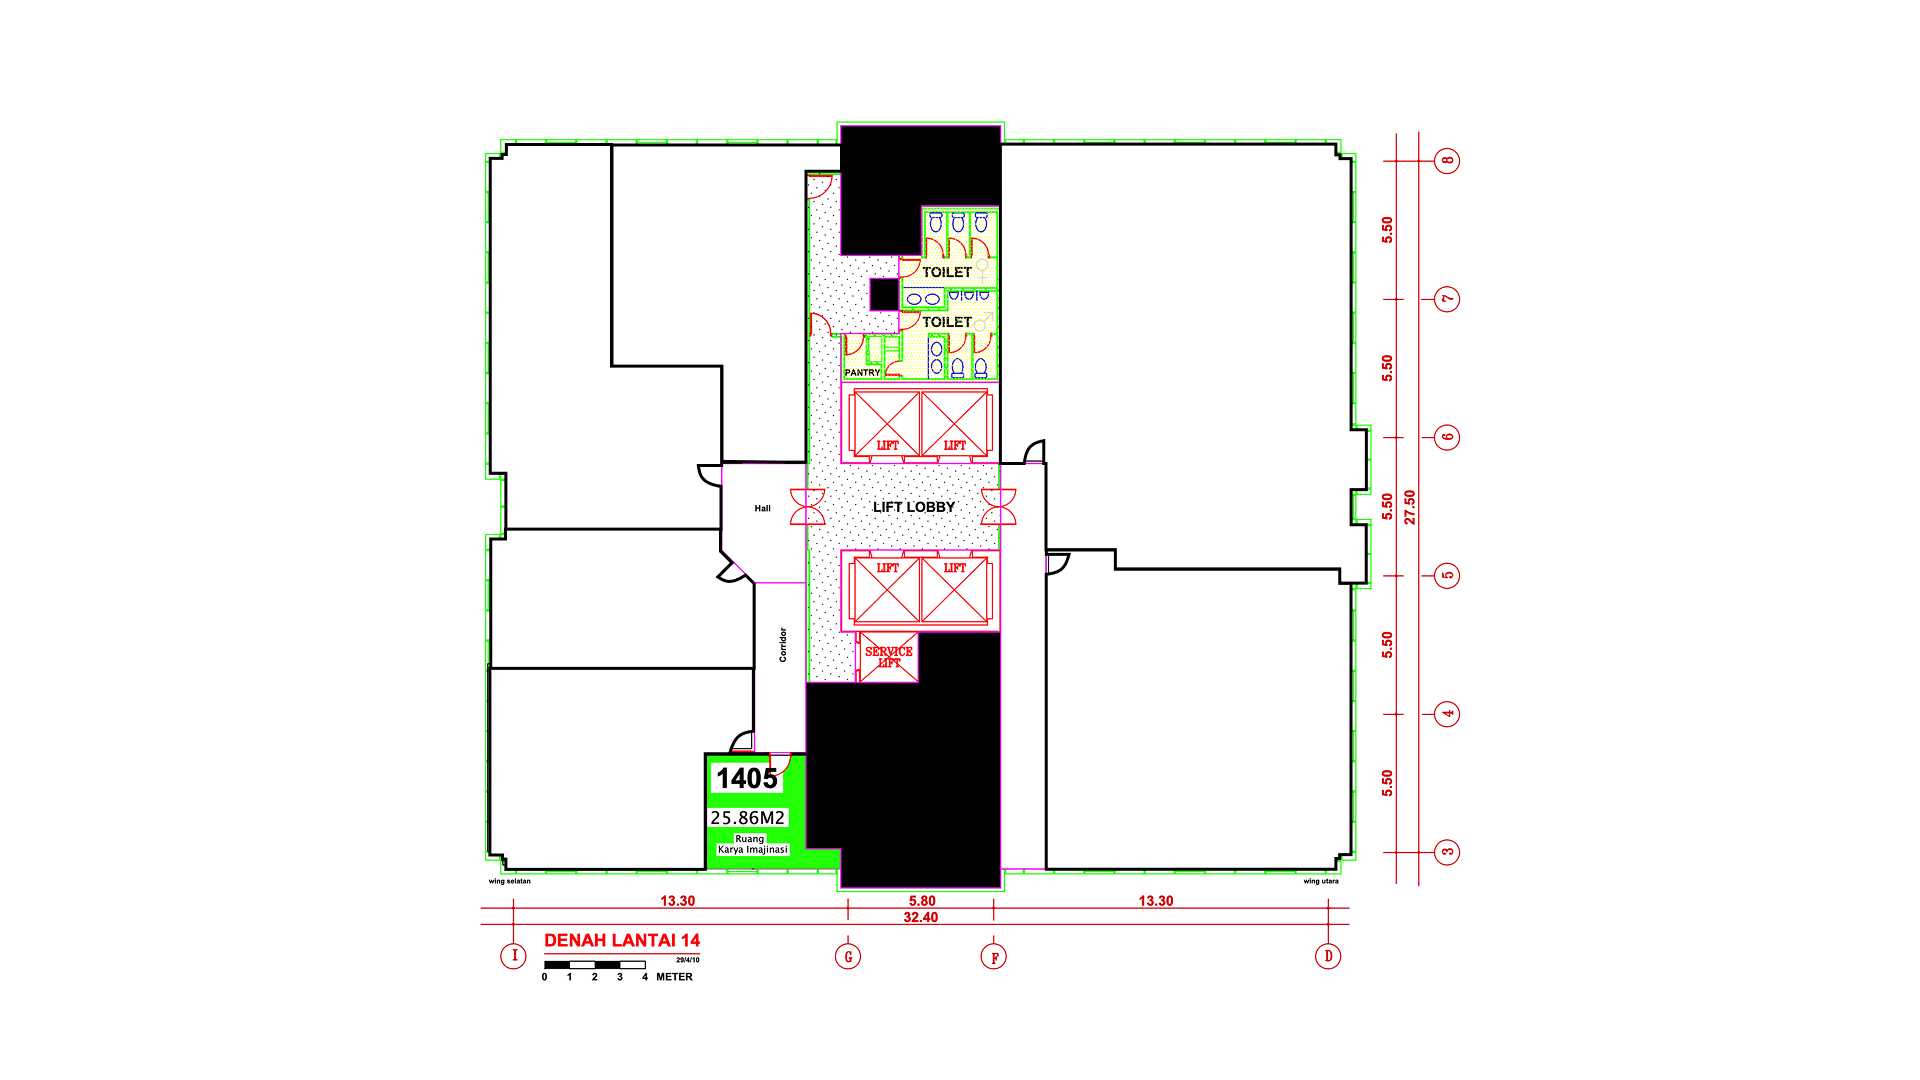 8
5.50
TOILET
7
TOILET
5.50
PANTRY
6
LIFT
LIFT
Hall
LIFT LOBBY
5.50
27.50
LIFT
LIFT
5
Corridor
SERVICE
LIFT
5.50
4
1405
5.50
25.86M2
Ruang
Karya Imajinasi
3
wing selatan
wing utara
13.30
5.80
13.30
32.40
DENAH LANTAI 14
I
G
F
D
29/4/10
0 1 2 3 4 METER